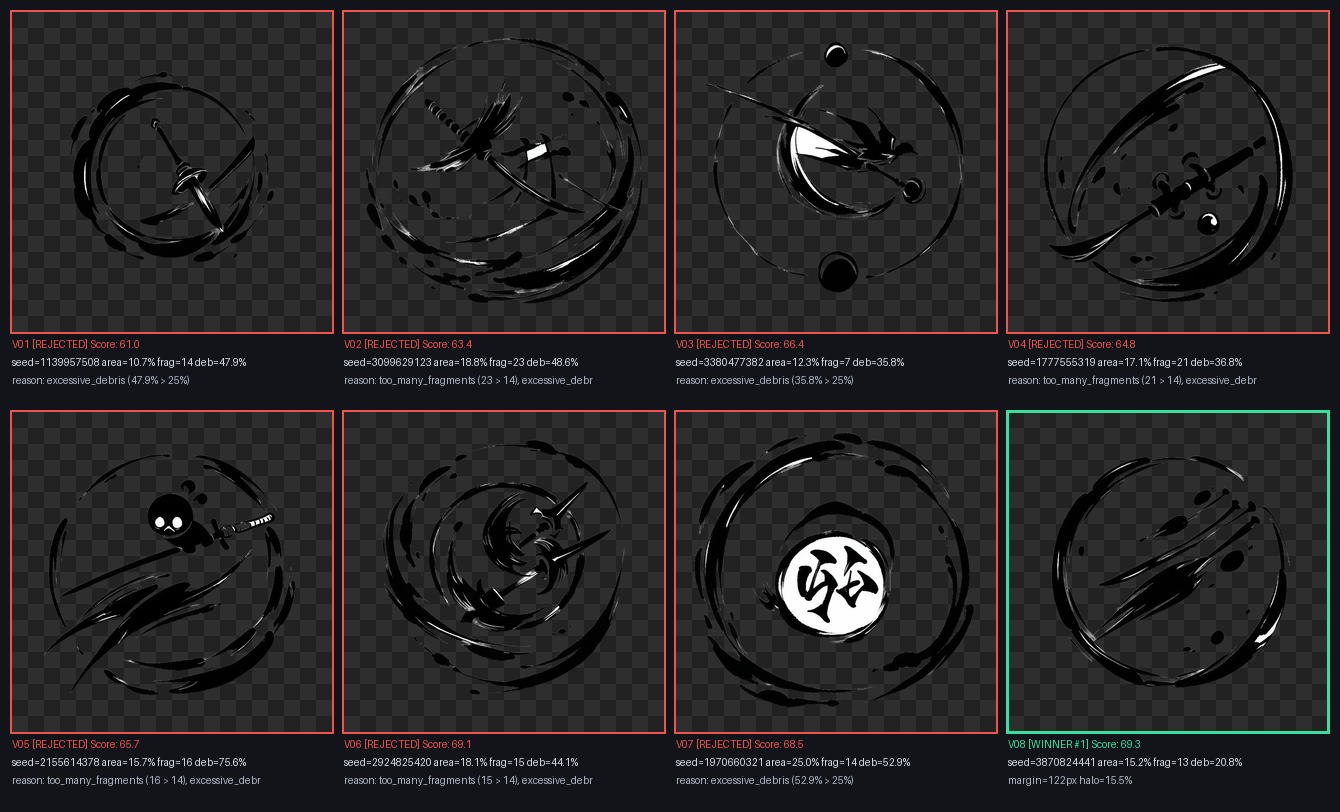 V01 [REJECTED] Score: 61.0
seed=1139957508 area=10.7% frag=14 deb=47.9%
reason: excessive_debris (47.9% > 25%)
V02 [REJECTED] Score: 63.4
seed=3099629123 area=18.8% frag=23 deb=48.6%
reason: too_many_fragments (23 > 14), excessive_debr
V03 [REJECTED] Score: 66.4
seed=3380477382 area=12.3% frag=7 deb=35.8%
reason: excessive_debris (35.8% > 25%)
V04 [REJECTED] Score: 64.8
seed=1777555319 area=17.1% frag=21 deb=36.8%
reason: too_many_fragments (21 > 14), excessive_debr
V05 [REJECTED] Score: 65.7
seed=2155614378 area=15.7% frag=16 deb=75.6%
reason: too_many_fragments (16 > 14), excessive_debr
V06 [REJECTED] Score: 69.1
seed=2924825420 area=18.1% frag=15 deb=44.1%
reason: too_many_fragments (15 > 14), excessive_debr
V07 [REJECTED] Score: 68.5
seed=1970660321 area=25.0% frag=14 deb=52.9%
reason: excessive_debris (52.9% > 25%)
V08 [WINNER #1] Score: 69.3
seed=3870824441 area=15.2% frag=13 deb=20.8%
margin=122px halo=15.5%